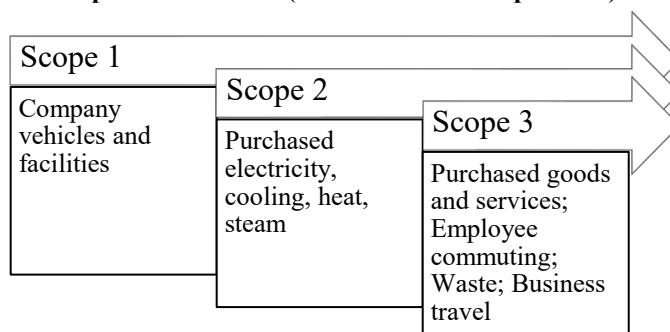 Scope 1
Company
vehicles and
facilities
Scope 2
Purchased
electricity,
cooling, heat,
steam
Scope 3
Purchased goods
and services;
Employee
commuting;
Waste; Business
travel